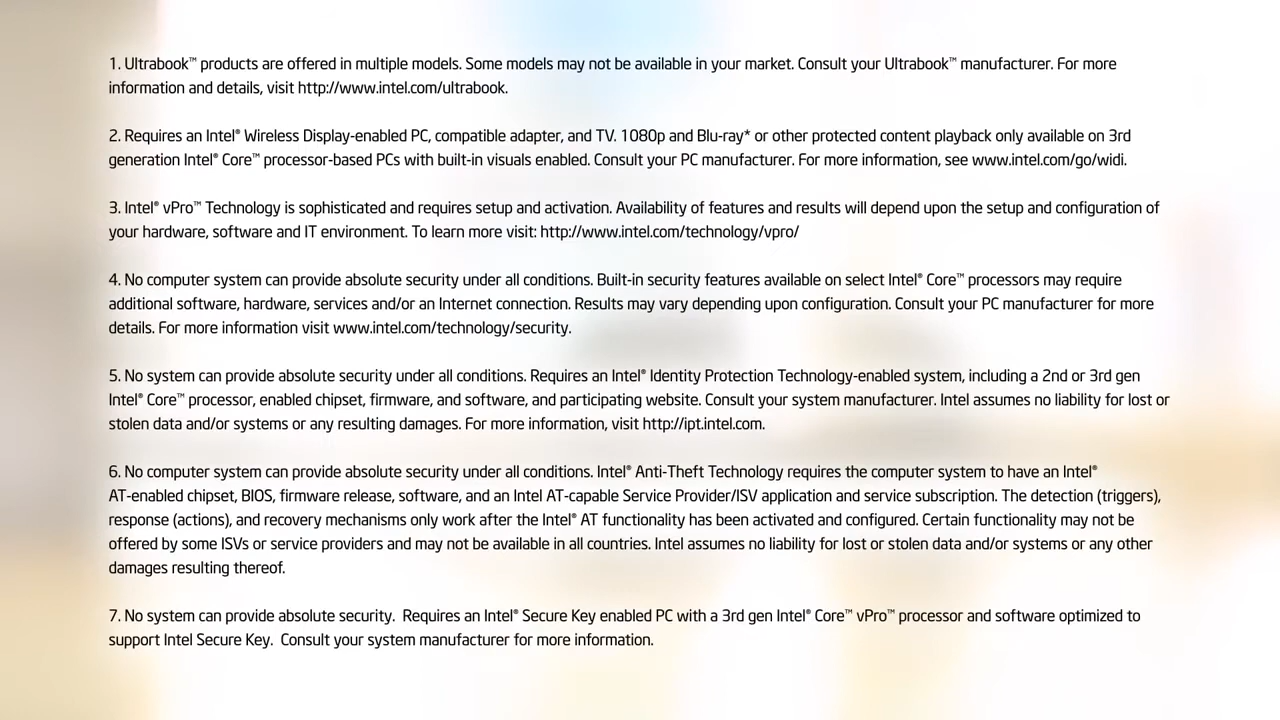 1. Ultrabook™ products are offered in multiple models. Some models may not be available in your market. Consult your Ultrabook™ manufacturer. For more
information and details, visit http://www.intel.com/ultrabook.
2. Requires an Intel® Wireless Display-enabled PC, compatible adapter, and TV. 1080p and Blu-ray* or other protected content playback only available on 3rd
generation Intel® Core™ processor-based PCs with built-in visuals enabled. Consult your PC manufacturer. For more information, see www.intel.com/go/widi.
3. Intel® vPro™ Technology is sophisticated and requires setup and activation. Availability of features and results will depend upon the setup and configuration of
your hardware, software and IT environment. To learn more visit: http://www.intel.com/technology/vpro/
4. No computer system can provide absolute security under all conditions. Built-in security features available on select Intel® Core™ processors may require
additional software, hardware, services and/or an Internet connection. Results may vary depending upon configuration. Consult your PC manufacturer for more
details. For more information visit www.intel.com/technology/security.
5. No system can provide absolute security under all conditions. Requires an Intel® Identity Protection Technology-enabled system, including a 2nd or 3rd gen
Intel® Core™ processor, enabled chipset, firmware, and software, and participating website. Consult your system manufacturer. Intel assumes no liability for lost or
stolen data and/or systems or any resulting damages. For more information, visit http://ipt.intel.com.
6. No computer system can provide absolute security under all conditions. Intel® Anti-Theft Technology requires the computer system to have an Intel®
AT-enabled chipset, BIOS, firmware release, software, and an Intel AT-capable Service Provider/ISV application and service subscription. The detection (triggers),
response (actions), and recovery mechanisms only work after the Intel® AT functionality has been activated and configured. Certain functionality may not be
offered by some ISVs or service providers and may not be available in all countries. Intel assumes no liability for lost or stolen data and/or systems or any other
damages resulting thereof.
7. No system can provide absolute security.  Requires an Intel® Secure Key enabled PC with a 3rd gen Intel® Core™ vPro™ processor and software optimized to
support Intel Secure Key.  Consult your system manufacturer for more information.